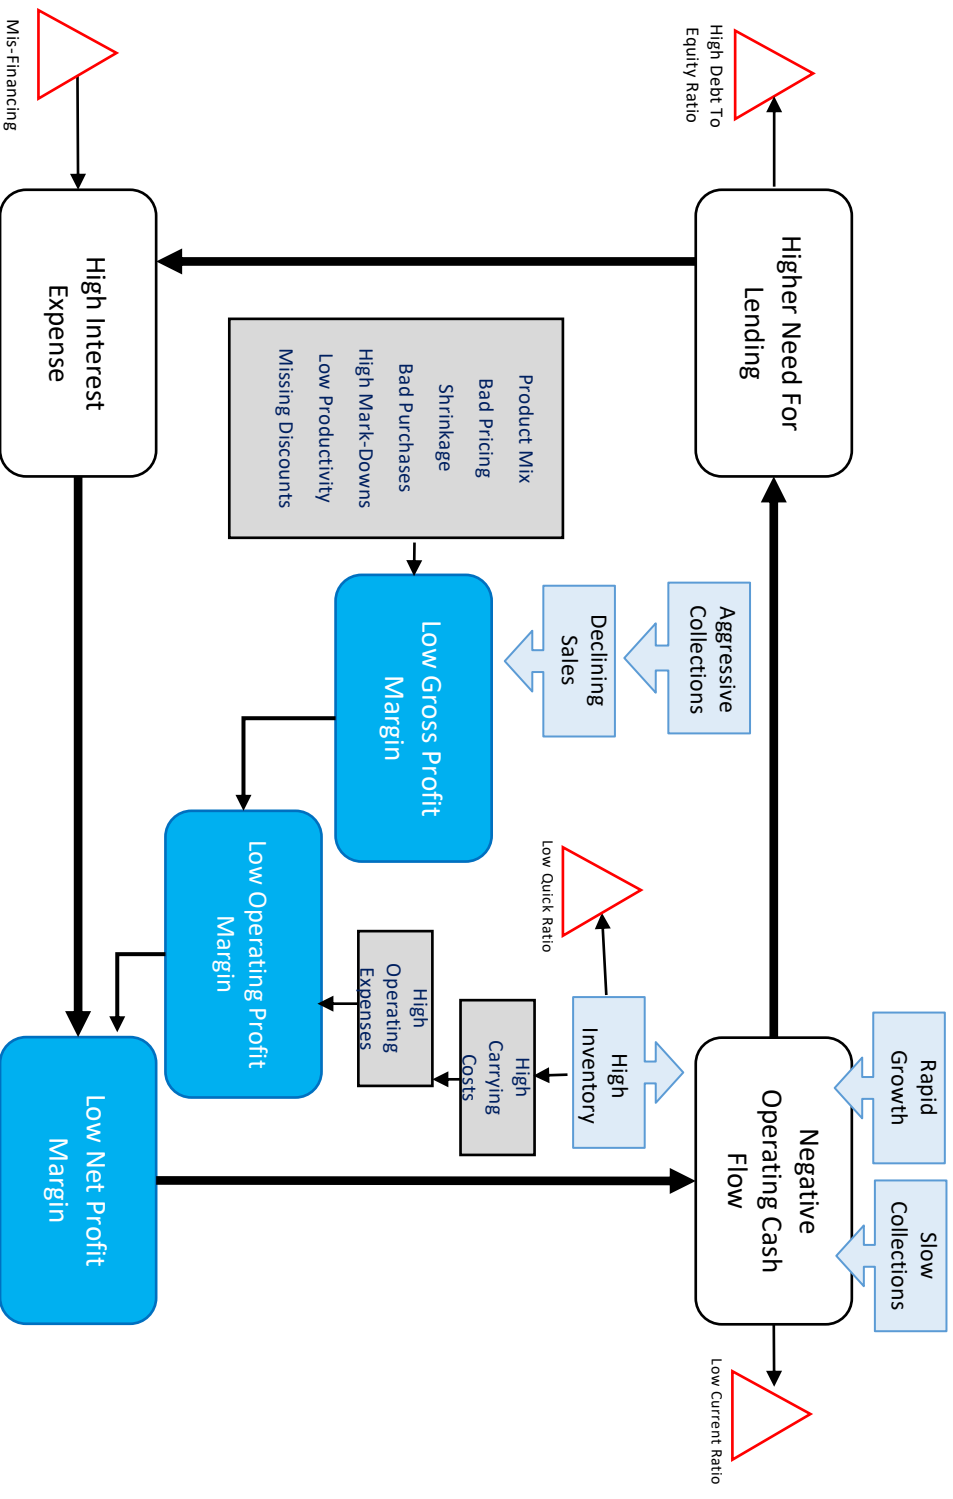 High Debt To
Equity Ratio
Higher Need For
Lending
Rapid
Growth
Slow
Collections
Negative
Operating Cash
Flow
Low Current Ratio
Aggressive
Collections
Declining
Sales
Low Quick Ratio
High
Inventory
High
Carrying
Costs
High
Operating
Expenses
Product Mix
Bad Pricing
Shrinkage
Bad Purchases
High Mark-Downs
Low Productivity
Missing Discounts
Low Gross Profit
Margin
Low Operating Profit
Margin
Mis-Financing
High Interest
Expense
Low Net Profit
Margin